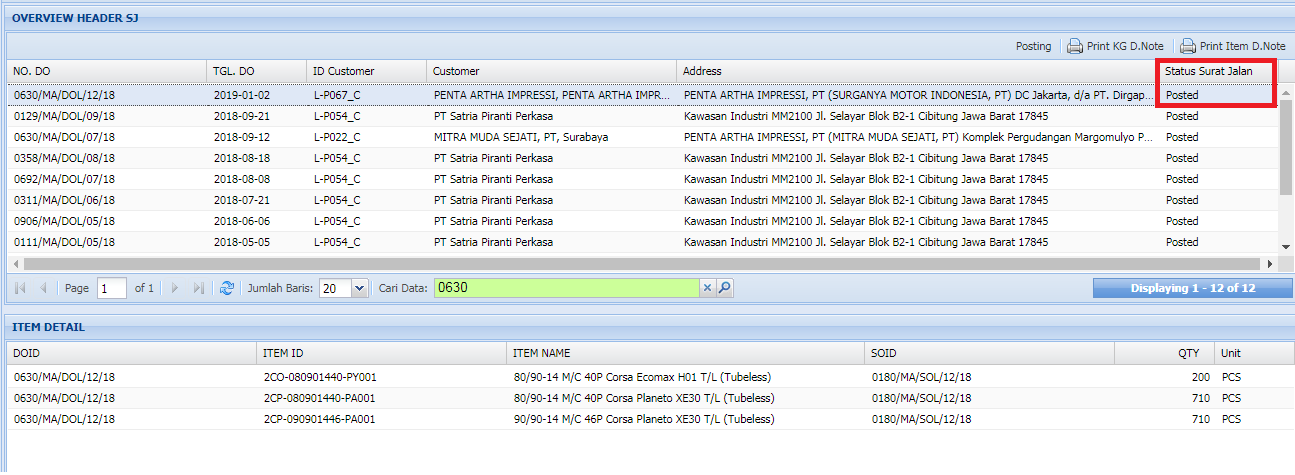 OVERVIEW HEADER SJ
Posting Print KG D.Note Print Item D.Note
NO. DO TGL. DO ID Customer Customer Address Status Surat Jalan
0630/MA/DOL/12/18 2019-01-02 L-P067_C PENTA ARTHA IMPRESSI, PENTA ARTHA IMPR... PENTA ARTHA IMPRESSI, PT (SURGANYA MOTOR INDONESIA, PT) DC Jakarta, d/a PT. Dirgap... Posted
0129/MA/DOL/09/18 2018-09-21 L-P054_C PT Satria Piranti Perkasa Kawasan Industri MM2100 Jl. Selayar Blok B2-1 Cibitung Jawa Barat 17845 Posted
0630/MA/DOL/07/18 2018-09-12 L-P022_C MITRA MUDA SEJATI, PT, Surabaya PENTA ARTHA IMPRESSI, PT (MITRA MUDA SEJATI, PT) Komplek Pergudangan Margomulyo P... Posted
0358/MA/DOL/08/18 2018-08-18 L-P054_C PT Satria Piranti Perkasa Kawasan Industri MM2100 Jl. Selayar Blok B2-1 Cibitung Jawa Barat 17845 Posted
0692/MA/DOL/07/18 2018-08-08 L-P054_C PT Satria Piranti Perkasa Kawasan Industri MM2100 Jl. Selayar Blok B2-1 Cibitung Jawa Barat 17845 Posted
0311/MA/DOL/06/18 2018-07-21 L-P054_C PT Satria Piranti Perkasa Kawasan Industri MM2100 Jl. Selayar Blok B2-1 Cibitung Jawa Barat 17845 Posted
0906/MA/DOL/05/18 2018-06-06 L-P054_C PT Satria Piranti Perkasa Kawasan Industri MM2100 Jl. Selayar Blok B2-1 Cibitung Jawa Barat 17845 Posted
0111/MA/DOL/05/18 2018-05-05 L-P054_C PT Satria Piranti Perkasa Kawasan Industri MM2100 Jl. Selayar Blok B2-1 Cibitung Jawa Barat 17845 Posted
Page 1 of 1 Jumlah Baris: 20 Cari Data: 0630 Displaying 1 - 12 of 12
ITEM DETAIL
DOID ITEM ID ITEM NAME SOID QTY Unit
0630/MA/DOL/12/18 2CO-080901440-PY001 80/90-14 M/C 40P Corsa Ecomax H01 T/L (Tubeless) 0180/MA/SOL/12/18 200 PCS
0630/MA/DOL/12/18 2CP-080901440-PA001 80/90-14 M/C 40P Corsa Planeto XE30 T/L (Tubeless) 0180/MA/SOL/12/18 710 PCS
0630/MA/DOL/12/18 2CP-090901446-PA001 90/90-14 M/C 46P Corsa Planeto XE30 T/L (Tubeless) 0180/MA/SOL/12/18 710 PCS